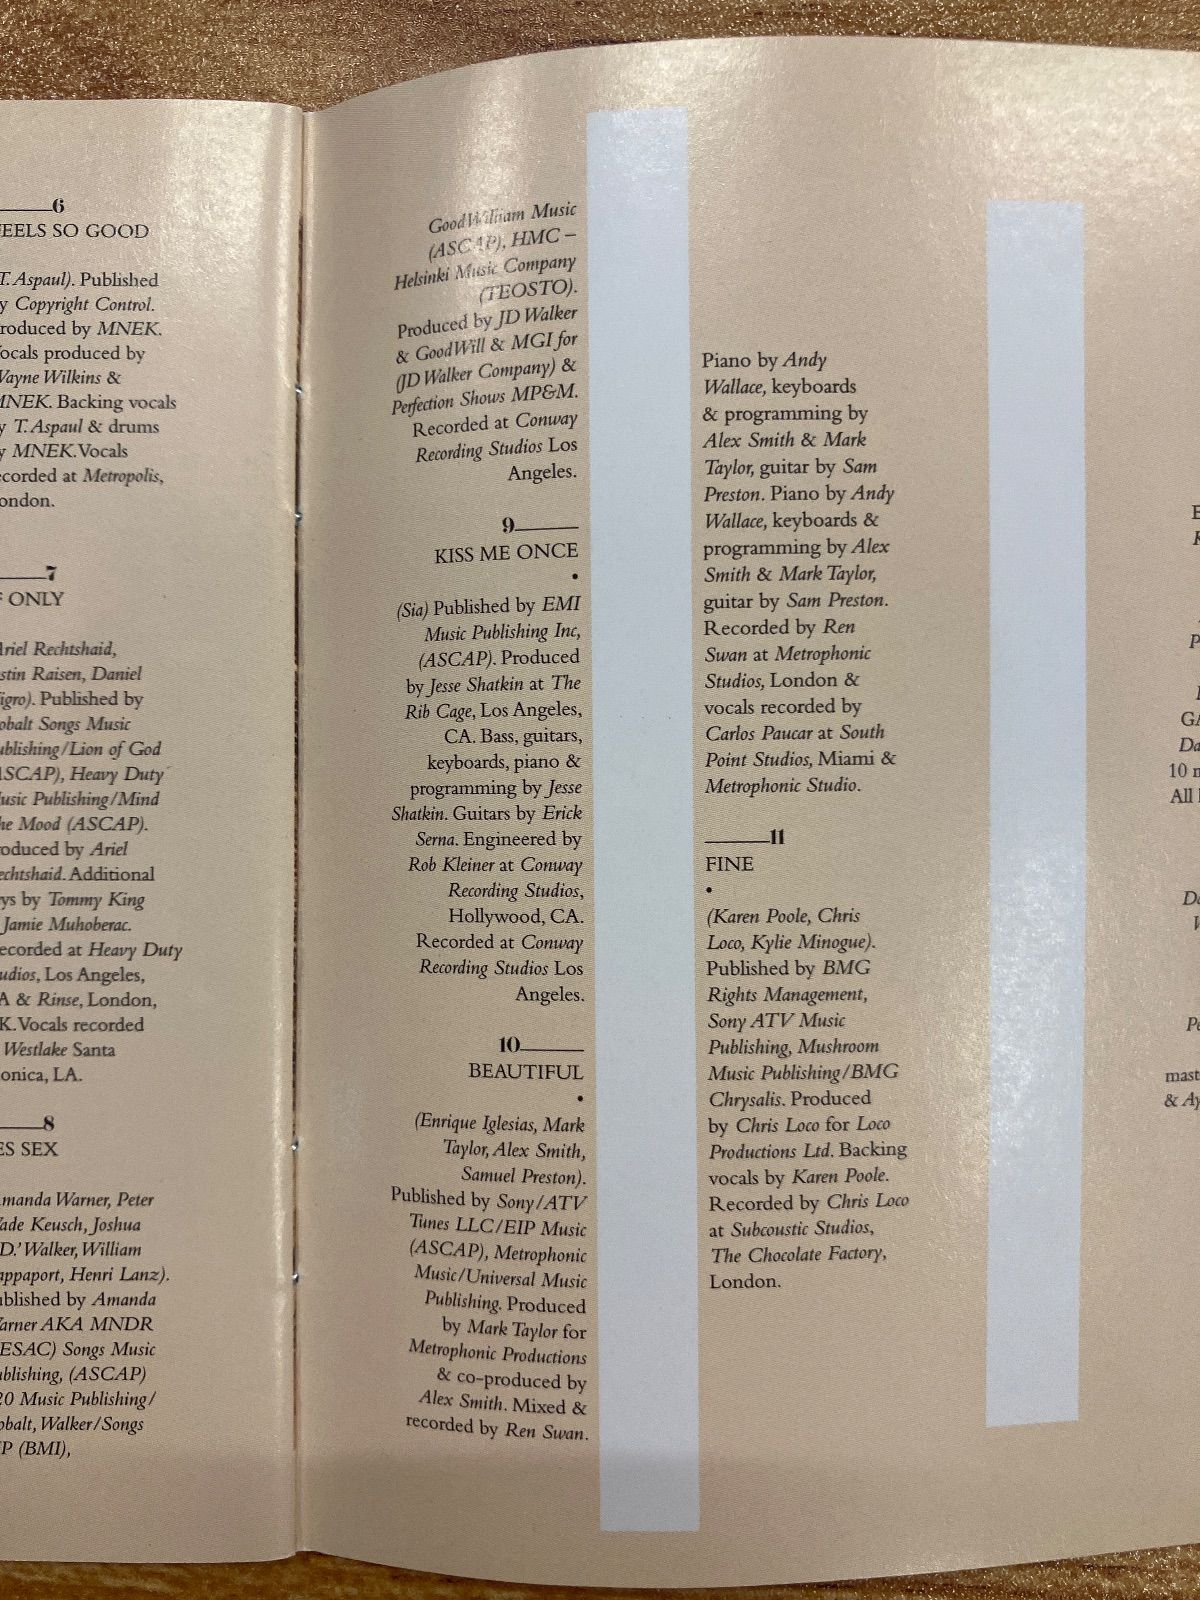 6
EELS SO GOOD
T. Aspaul). Published
y Copyright Control.
roduced by MNEK.
ocals produced by
Wayne Wilkins &
MNEK. Backing vocals
y T. Aspaul & drums
y MNEK. Vocals
ecorded at Metropolis,
ondon.
7
F ONLY
Ariel Rechtshaid,
stin Raisen, Daniel
igro). Published by
obalt Songs Music
ublishing/Lion of God
ASCAP), Heavy Duty
usic Publishing/Mind
he Mood (ASCAP).
roduced by Ariel
echtshaid. Additional
ys by Tommy King
Jamie Muhoberac.
ecorded at Heavy Duty
udios, Los Angeles,
A & Rinse, London,
K. Vocals recorded
Westlake Santa
onica, LA.
8
ES SEX
manda Warner, Peter
ade Keusch, Joshua
D.' Walker, William
appaport, Henri Lanz).
ublished by Amanda
arner AKA MNDR
ESAC) Songs Music
ublishing, (ASCAP)
20 Music Publishing/
obalt, Walker/Songs
P (BMI),
GoodWilliam Music
(ASCAP), HMC –
Helsinki Music Company
(TEOSTO).
Produced by JD Walker
& GoodWill & MGI for
(JD Walker Company) &
Perfection Shows MP&M.
Recorded at Conway
Recording Studios Los
Angeles.
9
KISS ME ONCE
•
(Sia) Published by EMI
Music Publishing Inc,
(ASCAP). Produced
by Jesse Shatkin at The
Rib Cage, Los Angeles,
CA. Bass, guitars,
keyboards, piano &
programming by Jesse
Shatkin. Guitars by Erick
Serna. Engineered by
Rob Kleiner at Conway
Recording Studios,
Hollywood, CA.
Recorded at Conway
Recording Studios Los
Angeles.
10
BEAUTIFUL
•
(Enrique Iglesias, Mark
Taylor, Alex Smith,
Samuel Preston).
Published by Sony/ATV
Tunes LLC/EIP Music
(ASCAP), Metrophonic
Music/Universal Music
Publishing. Produced
by Mark Taylor for
Metrophonic Productions
& co-produced by
Alex Smith. Mixed &
recorded by Ren Swan.
Piano by Andy
Wallace, keyboards
& programming by
Alex Smith & Mark
Taylor, guitar by Sam
Preston. Piano by Andy
Wallace, keyboards &
programming by Alex
Smith & Mark Taylor,
guitar by Sam Preston.
Recorded by Ren
Swan at Metrophonic
Studios, London &
vocals recorded by
Carlos Paucar at South
Point Studios, Miami &
Metrophonic Studio.
11
FINE
•
(Karen Poole, Chris
Loco, Kylie Minogue).
Published by BMG
Rights Management,
Sony ATV Music
Publishing, Mushroom
Music Publishing/BMG
Chrysalis. Produced
by Chris Loco for Loco
Productions Ltd. Backing
vocals by Karen Poole.
Recorded by Chris Loco
at Subcoustic Studios,
The Chocolate Factory,
London.
GA
Da
10 m
All
mast
& Ay